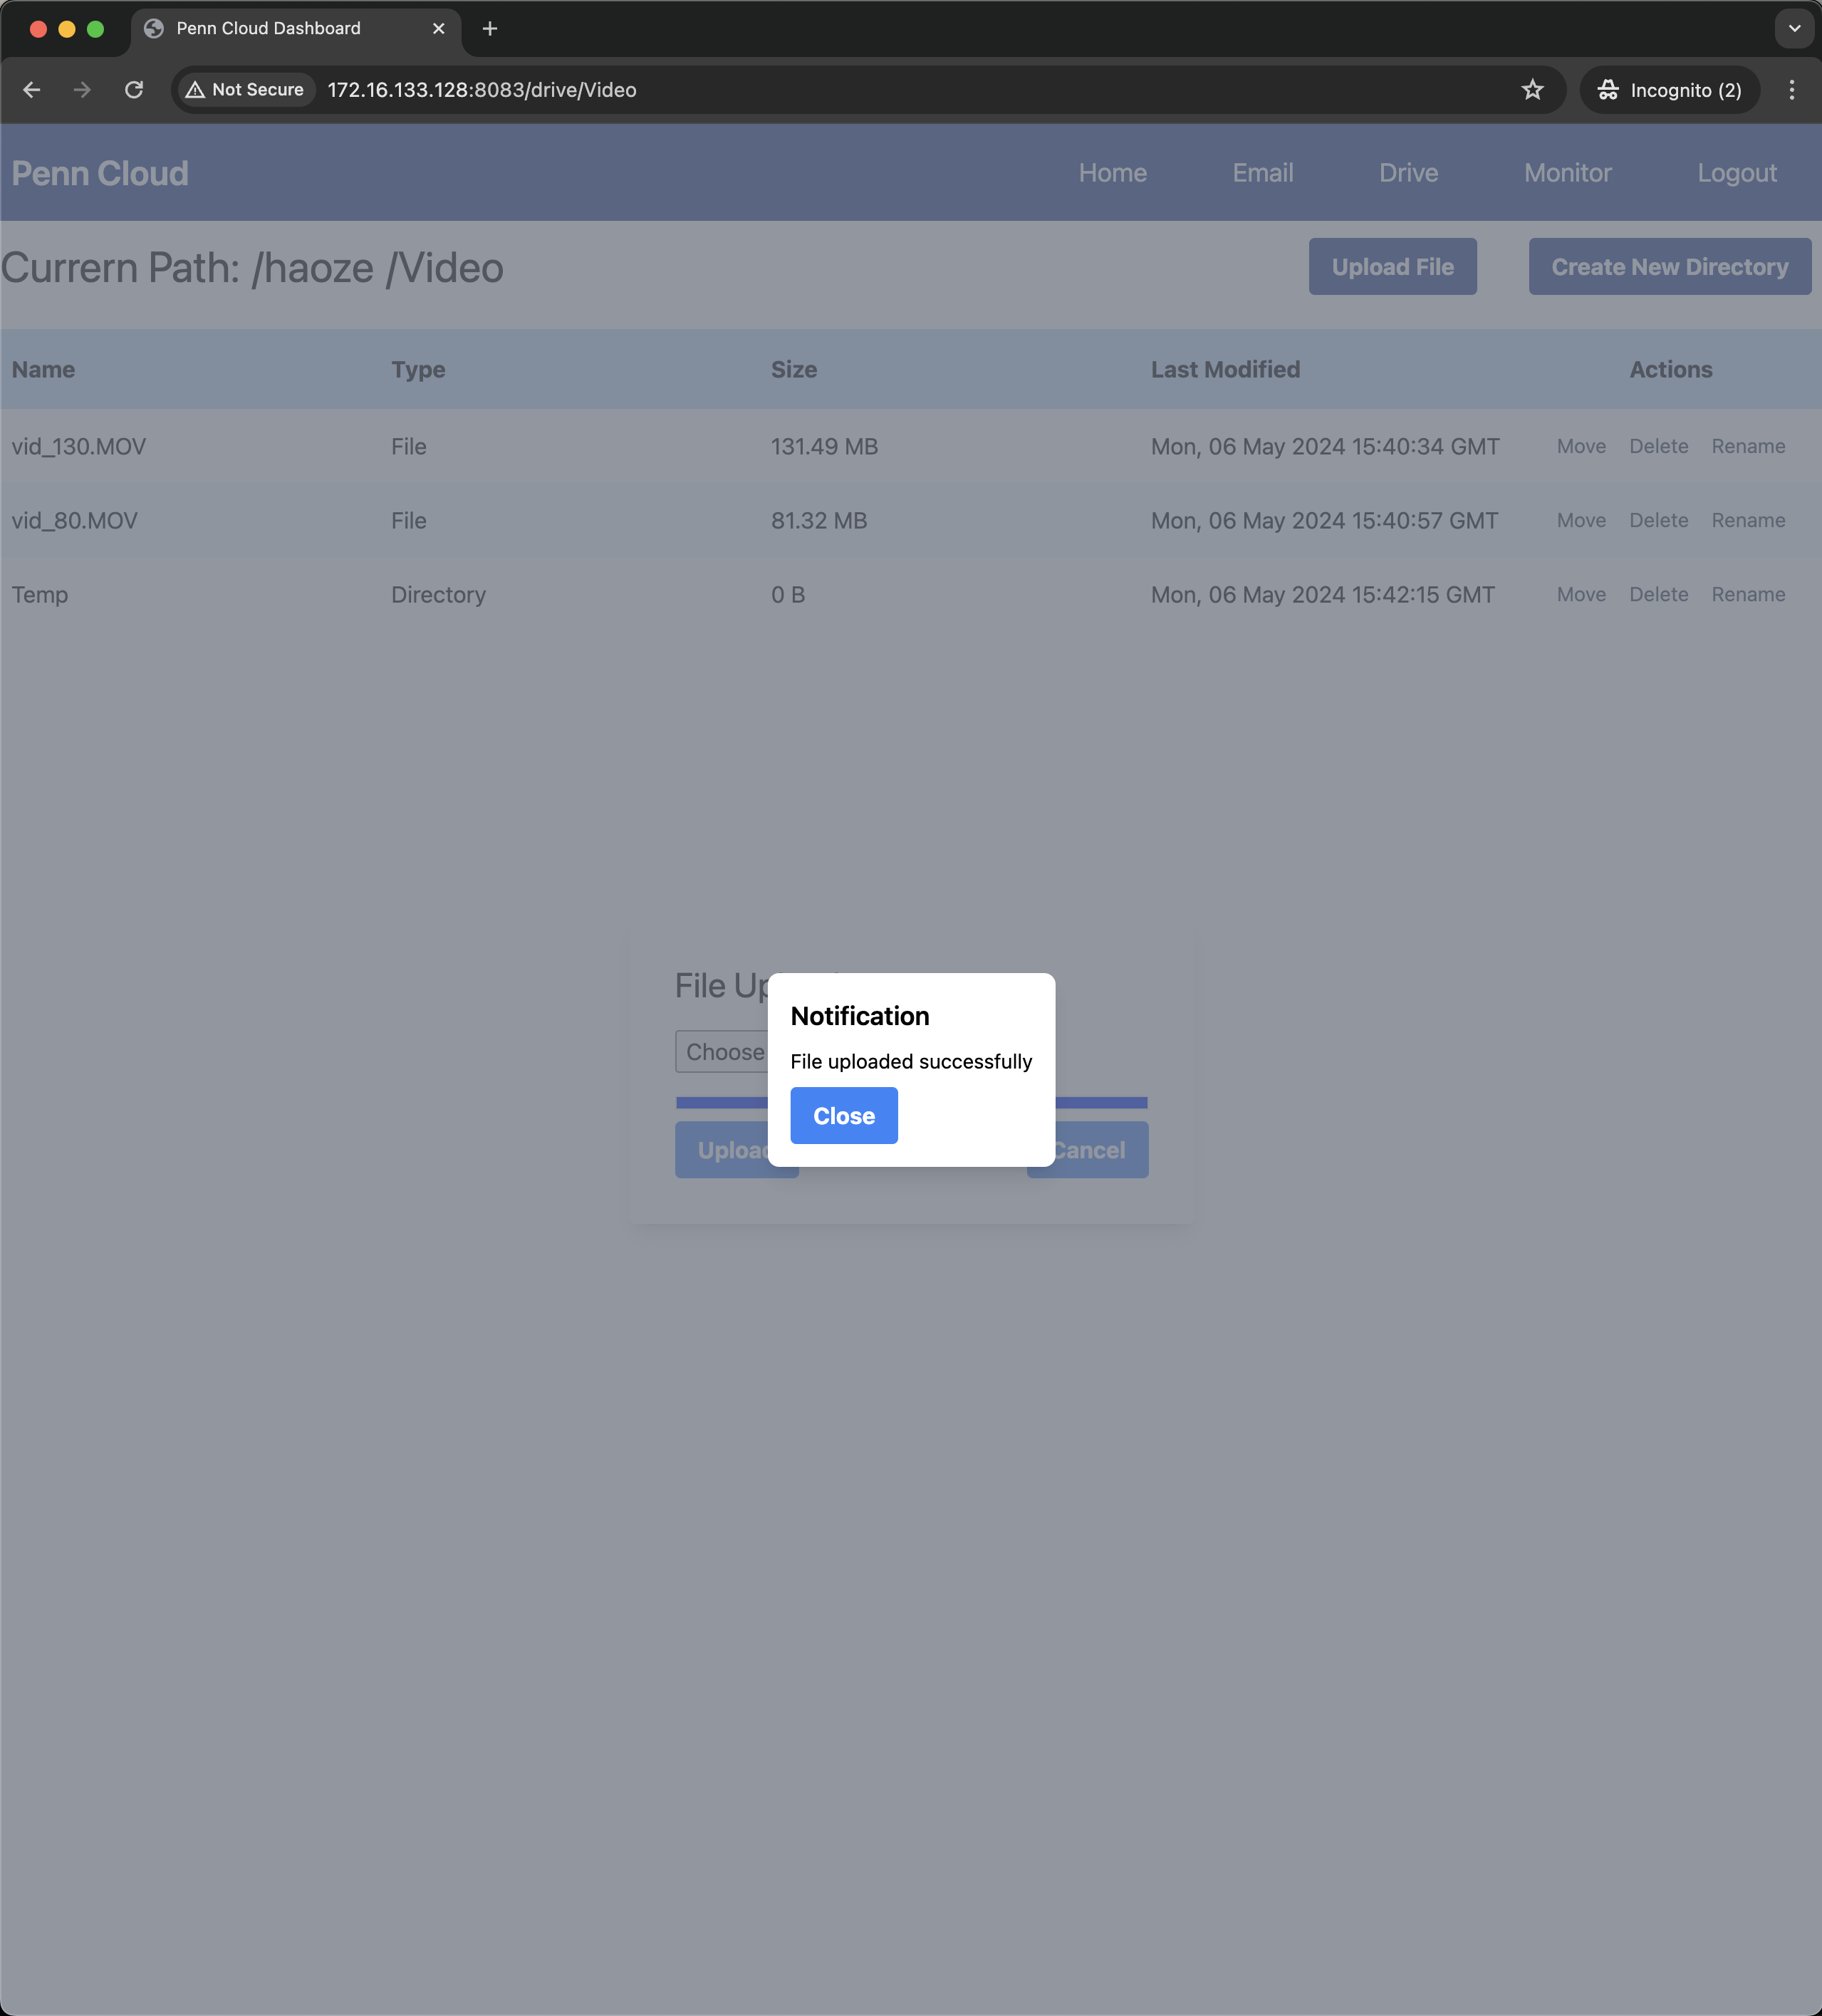 Penn Cloud Dashboard
Not Secure 172.16.133.128:8083/drive/Video Incognito (2)
Penn Cloud Home Email Drive Monitor Logout
Currern Path: /haoze /Video Upload File Create New Directory
Name Type Size Last Modified Actions
vid_130.MOV File 131.49 MB Mon, 06 May 2024 15:40:34 GMT Move Delete Rename
vid_80.MOV File 81.32 MB Mon, 06 May 2024 15:40:57 GMT Move Delete Rename
Temp Directory 0 B Mon, 06 May 2024 15:42:15 GMT Move Delete Rename
File
Notification
Choose
File uploaded successfully
Close
Cancel